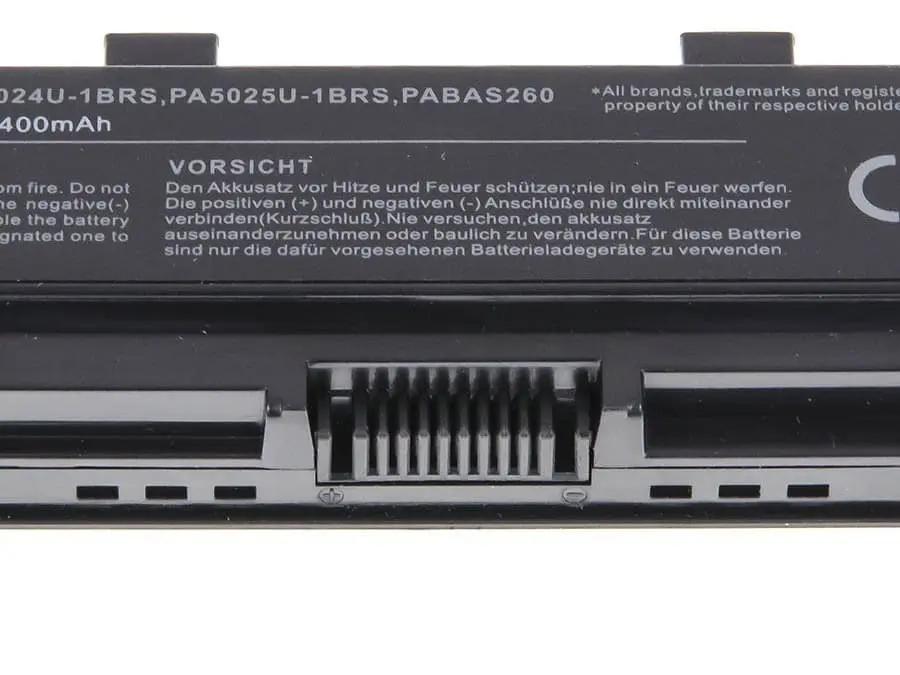 024U-1BRS,PA5025U-1BRS,PABAS260
400mAh
*All brands,trademarks and registe
property of their respective holde
om fire. Do not
ne negative(-)
ble the battery
gnated one to
VORSICHT
Den Akkusatz vor Hitze und Feuer schützen;nie in ein Feuer werfen.
Die positiven (+) und negativen (-) Anschlüße nie direkt miteinander
verbinden(Kurzschluß).Nie versuchen,den akkusatz
auseinanderzunehmen oder baulich zu verändern.Für diese Batterie
sind nur die dafür vorgesehenen Batterieladegeräte zu verwenden.
C
+
-